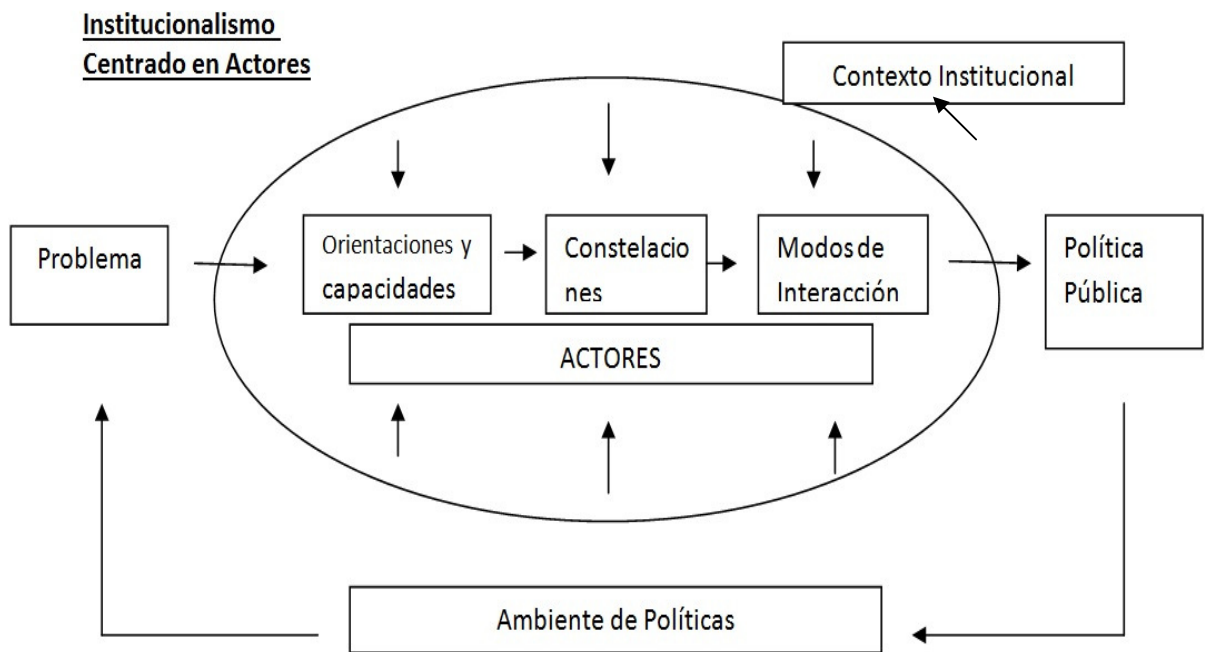 Institucionalismo
Centrado en Actores
Contexto Institucional
Problema
Orientaciones y
capacidades
Constelacio
nes
Modos de
Interacción
Política
Pública
ACTORES
Ambiente de Políticas